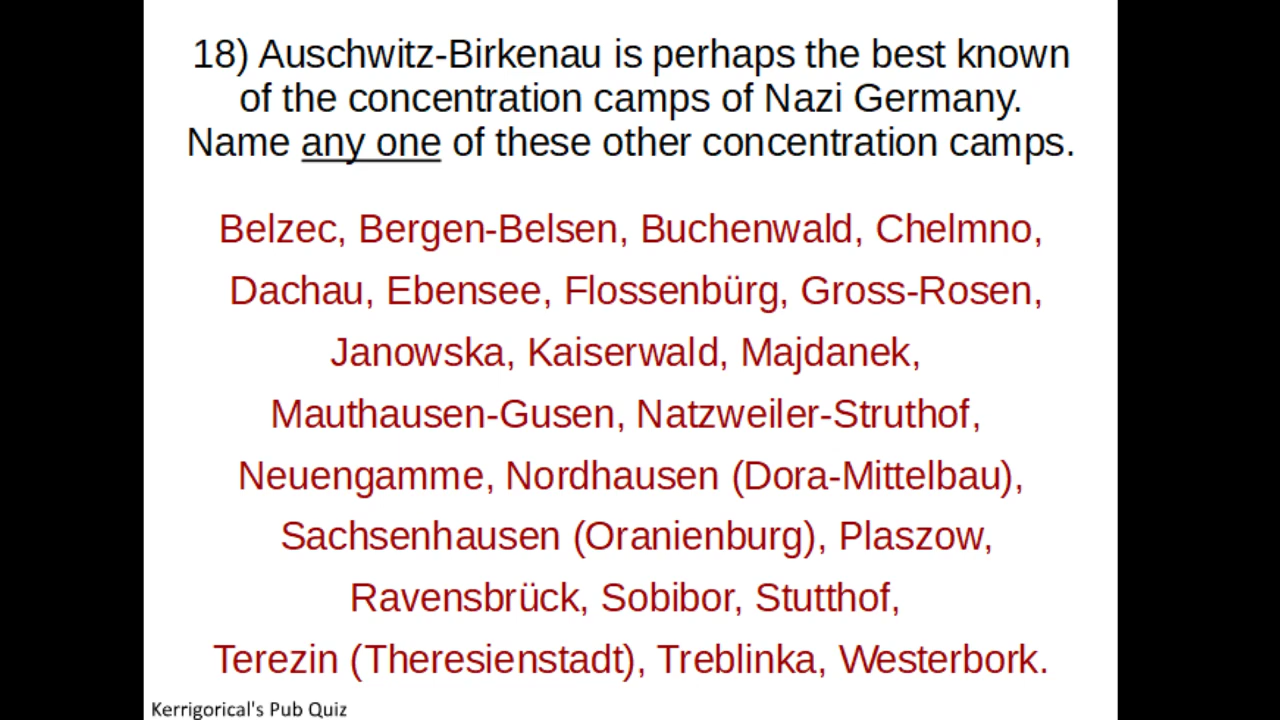 18) Auschwitz-Birkenau is perhaps the best known
of the concentration camps of Nazi Germany.
Name any one of these other concentration camps.
Belzec, Bergen-Belsen, Buchenwald, Chelmno,
Dachau, Ebensee, Flossenbürg, Gross-Rosen,
Janowska, Kaiserwald, Majdanek,
Mauthausen-Gusen, Natzweiler-Struthof,
Neuengamme, Nordhausen (Dora-Mittelbau),
Sachsenhausen (Oranienburg), Plaszow,
Ravensbrück, Sobibor, Stutthof,
Terezin (Theresienstadt), Treblinka, Westerbork.
Kerrigorical's Pub Quiz